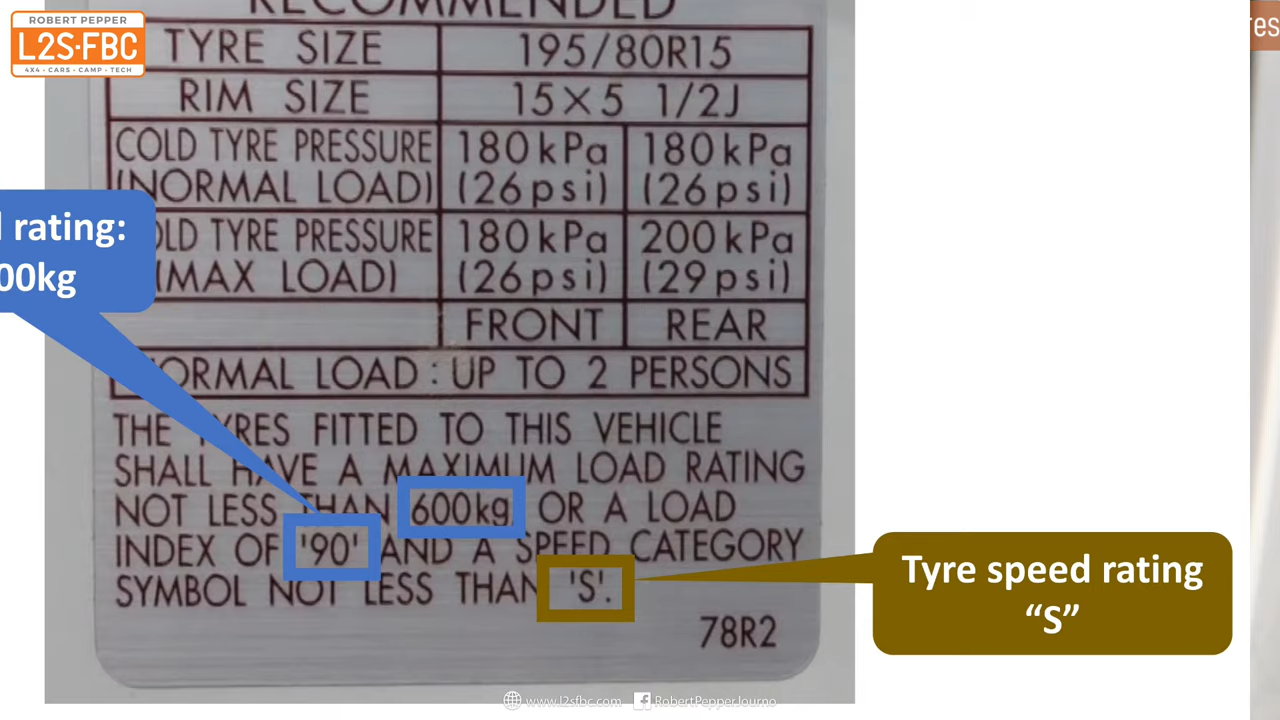 RECOMMENDED
ROBERT PEPPER
L2S·FBC
4X4 · CARS · CAMP · TECH
res
TYRE SIZE 195/80R15
RIM SIZE 15×5 1/2J
COLD TYRE PRESSURE 180kPa 180kPa
(NORMAL LOAD) (26psi) (26psi)
OLD TYRE PRESSURE 180kPa 200kPa
(MAX LOAD) (26psi) (29psi)
FRONT REAR
NORMAL LOAD : UP TO 2 PERSONS
rating:
00kg
THE TYRES FITTED TO THIS VEHICLE
SHALL HAVE A MAXIMUM LOAD RATING
NOT LESS THAN 600kg OR A LOAD
INDEX OF '90' AND A SPEED CATEGORY
SYMBOL NOT LESS THAN 'S'.
78R2
Tyre speed rating
“S”
www.l2sfbc.com RobertPepperJourno